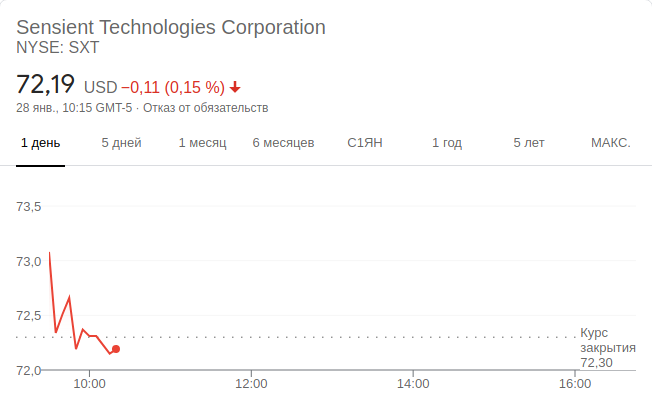 Sensient Technologies Corporation
NYSE: SXT
72,19 USD −0,11 (0,15 %)
28 янв., 10:15 GMT-5 · Отказ от обязательств
1 день 5 дней 1 месяц 6 месяцев С1ЯН 1 год 5 лет МАКС.
73,5
73,0
72,5
Курс
закрытия
72,30
72,0
10:00 12:00 14:00 16:00